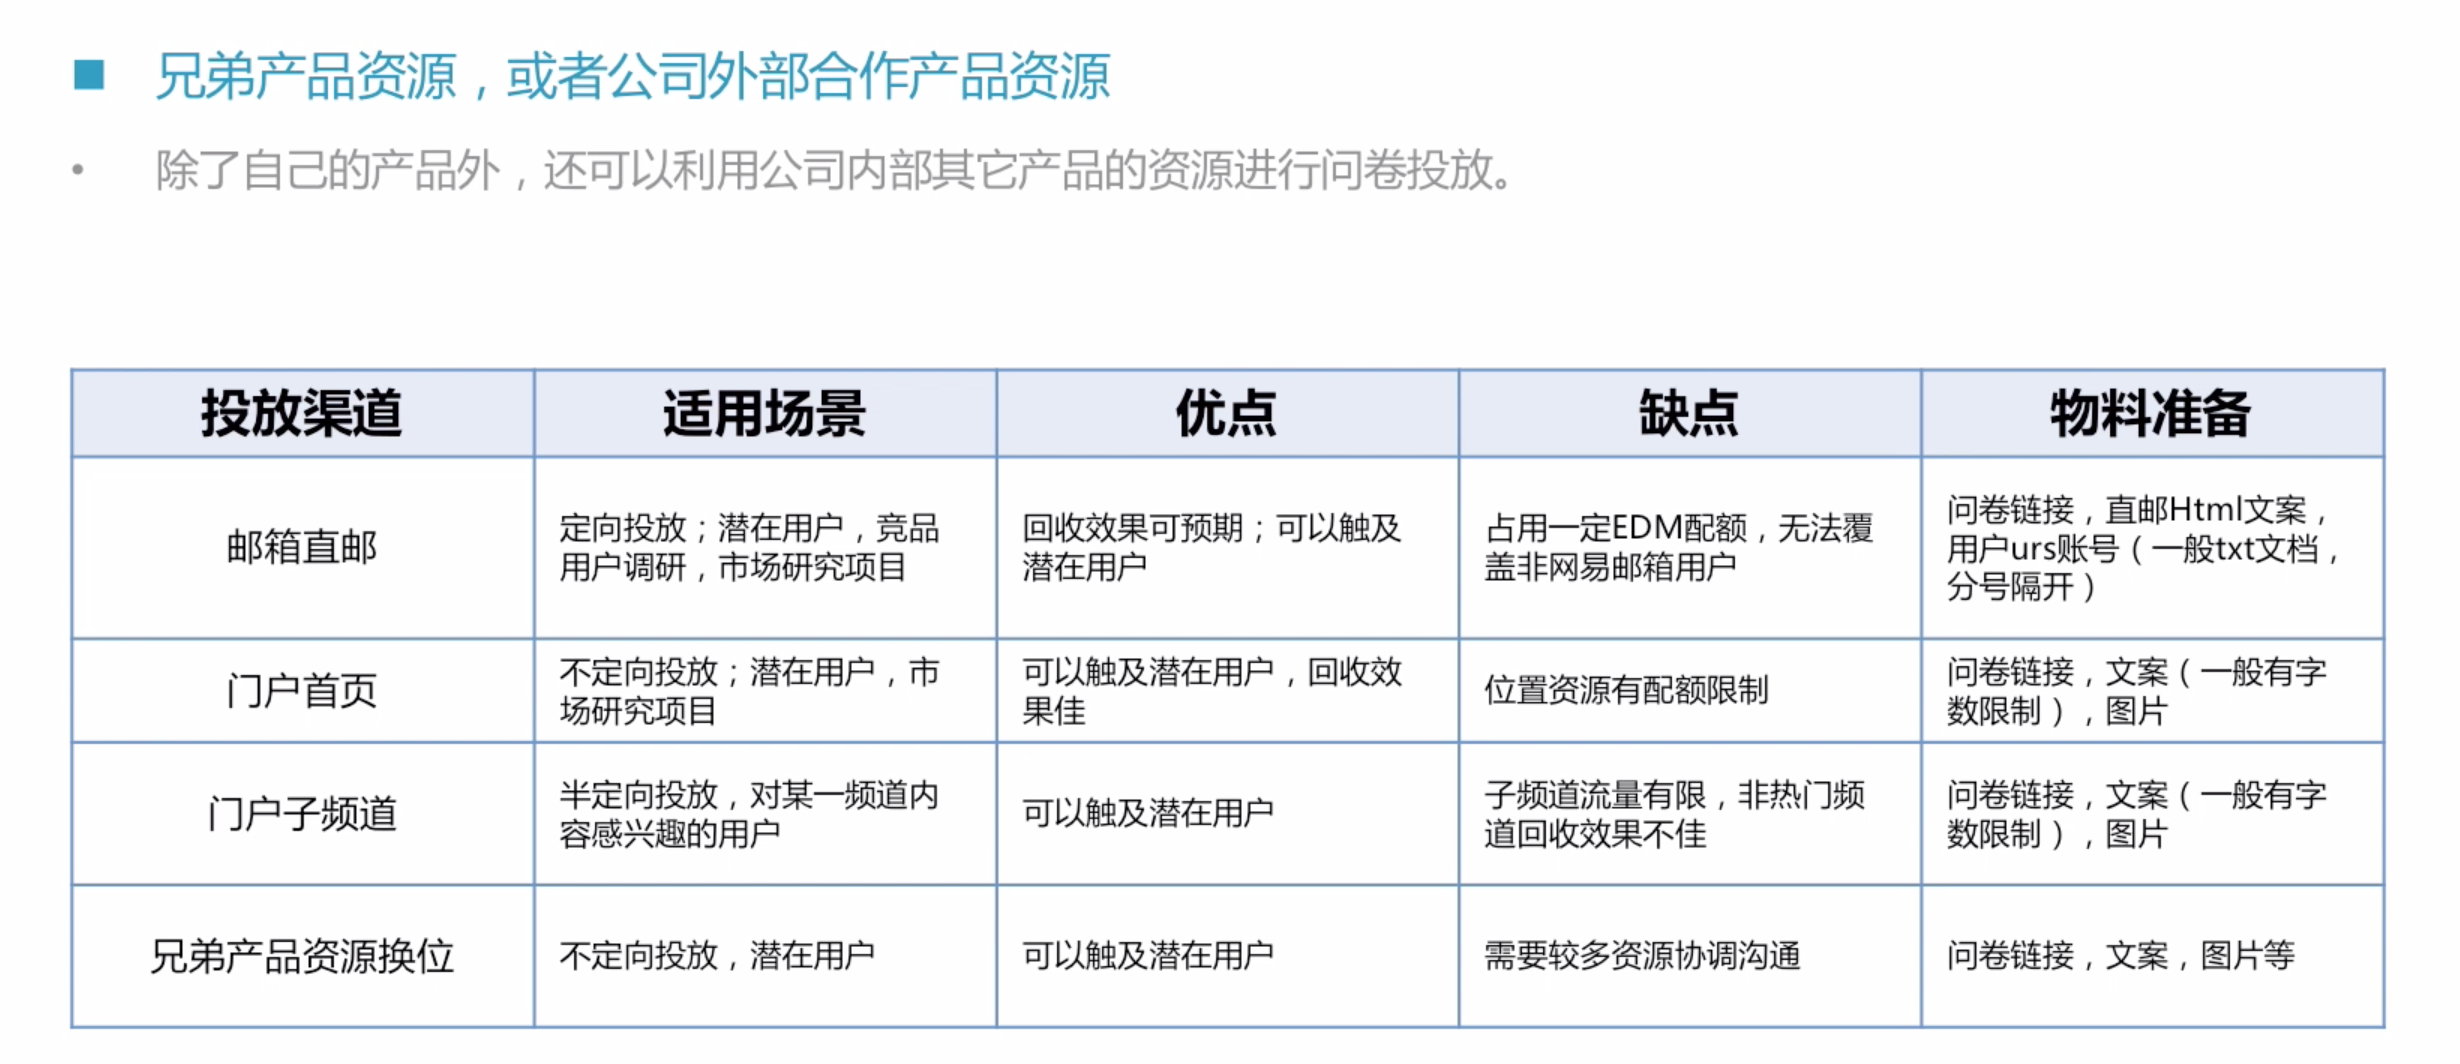 兄弟产品资源，或者公司外部合作产品资源
• 除了自己的产品外，还可以利用公司内部其它产品的资源进行问卷投放。
投放渠道
适用场景
优点
缺点
物料准备
邮箱直邮
定向投放；潜在用户，竞品
用户调研，市场研究项目
回收效果可预期；可以触及
潜在用户
占用一定EDM配额，无法覆
盖非网易邮箱用户
问卷链接，直邮Html文案，
用户urs账号（一般txt文档，
分号隔开）
门户首页
不定向投放；潜在用户，市
场研究项目
可以触及潜在用户，回收效
果佳
位置资源有配额限制
问卷链接，文案（一般有字
数限制），图片
门户子频道
半定向投放，对某一频道内
容感兴趣的用户
可以触及潜在用户
子频道流量有限，非热门频
道回收效果不佳
问卷链接，文案（一般有字
数限制），图片
兄弟产品资源换位
不定向投放，潜在用户
可以触及潜在用户
需要较多资源协调沟通
问卷链接，文案，图片等